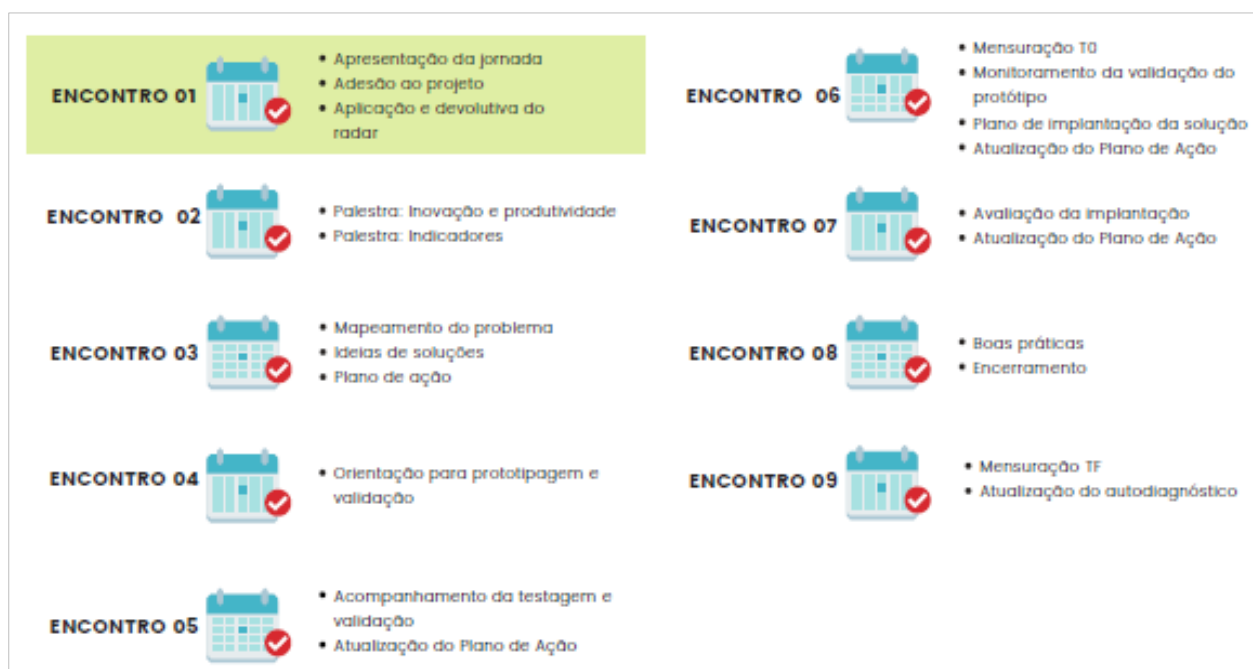 ENCONTRO 01
• Apresentação da jornada
• Adesão ao projeto
• Aplicação e devolutiva do
radar
ENCONTRO 02
• Palestra: Inovação e produtividade
• Palestra: Indicadores
ENCONTRO 03
• Mapeamento do problema
• Ideias de soluções
• Plano de ação
ENCONTRO 04
• Orientação para prototipagem e
validação
ENCONTRO 05
• Acompanhamento da testagem e
validação
• Atualização do Plano de Ação
ENCONTRO 06
• Mensuração T0
• Monitoramento da validação do
protótipo
• Plano de implantação da solução
• Atualização do Plano de Ação
ENCONTRO 07
• Avaliação da implantação
• Atualização do Plano de Ação
ENCONTRO 08
• Boas práticas
• Encerramento
ENCONTRO 09
• Mensuração TF
• Atualização do autodiagnóstico